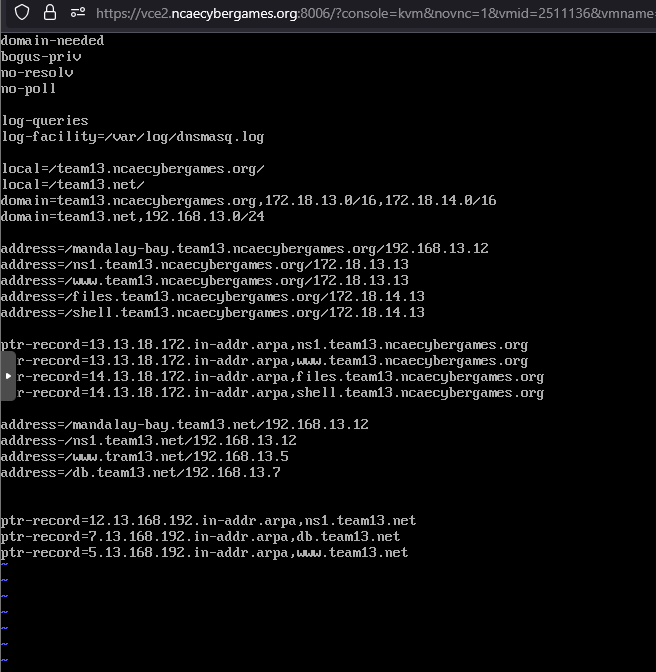 https://vce2.ncaecybergames.org:8006/?console=kvm&novnc=1&vmid=2511136&vmname=
domain-needed
bogus-priv
no-resolv
no-poll
log-queries
log-facility=/var/log/dnsmasq.log
local=/team13.ncaecybergames.org/
local=/team13.net/
domain=team13.ncaecybergames.org,172.18.13.0/16,172.18.14.0/16
domain=team13.net,192.168.13.0/24
address=/mandalay-bay.team13.ncaecybergames.org/192.168.13.12
address=/ns1.team13.ncaecybergames.org/172.18.13.13
address=/www.team13.ncaecybergames.org/172.18.13.13
address=/files.team13.ncaecybergames.org/172.18.14.13
address=/shell.team13.ncaecybergames.org/172.18.14.13
ptr-record=13.13.18.172.in-addr.arpa,ns1.team13.ncaecybergames.org
r-record=13.13.18.172.in-addr.arpa,www.team13.ncaecybergames.org
r-record=14.13.18.172.in-addr.arpa,files.team13.ncaecybergames.org
r-record=14.13.18.172.in-addr.arpa,shell.team13.ncaecybergames.org
address=/mandalay-bay.team13.net/192.168.13.12
address-/ns1.team13.net/192.168.13.12
address=/www.tram13.net/192.168.13.5
address=/db.team13.net/192.168.13.7
ptr-record=12.13.168.192.in-addr.arpa,ns1.team13.net
ptr-record=7.13.168.192.in-addr.arpa,db.team13.net
ptr-record=5.13.168.192.in-addr.arpa,www.team13.net
~
~
~
~
~
~
~